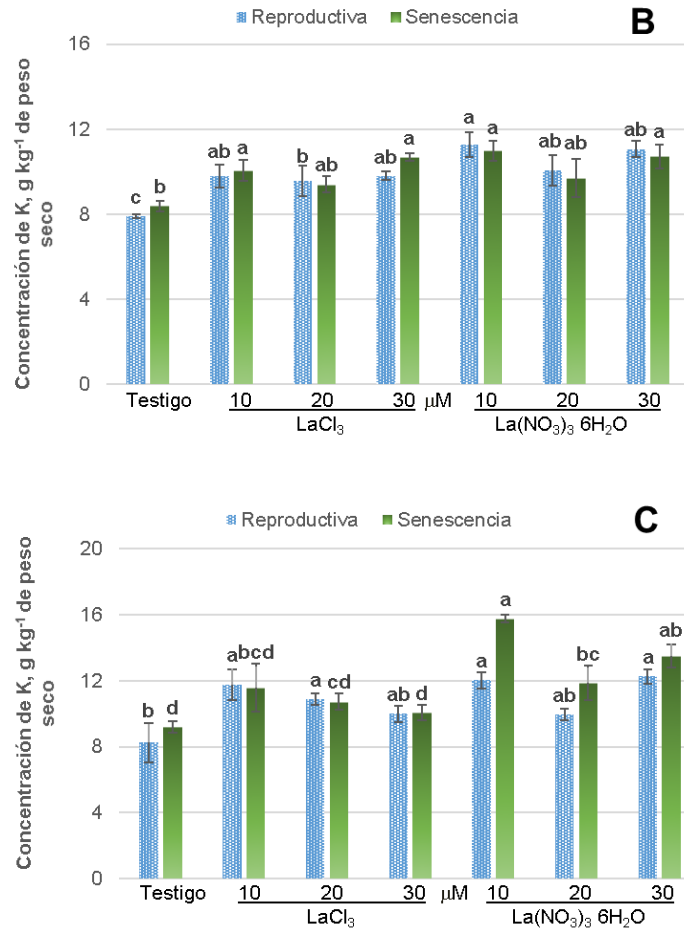 Reproductiva Senescencia B
16
12
8
4
0
Concentración de K, g kg⁻¹ de peso
seco
c b ab a b ab ab a a a ab ab ab a
Testigo 10 20 30 μM 10 20 30
LaCl₃ La(NO₃)₃ 6H₂O
Reproductiva Senescencia C
20
16
12
8
4
0
Concentración de K, g kg⁻¹ de peso
seco
b d a bcd a cd ab d a a ab bc a ab
Testigo 10 20 30 μM 10 20 30
LaCl₃ La(NO₃)₃ 6H₂O